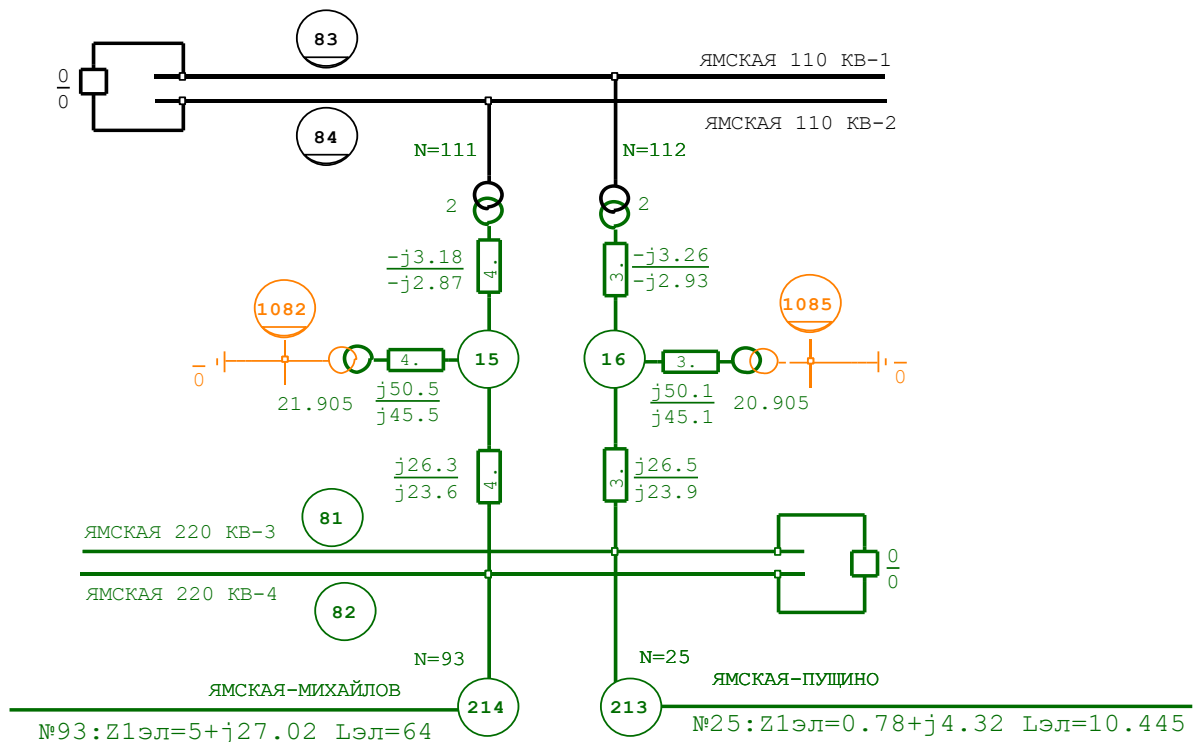 83
ЯМСКАЯ 110 КВ-1
0
0
ЯМСКАЯ 110 КВ-2
84
N=111
N=112
2
2
-j3.18
-j2.87
4.
3.
-j3.26
-j2.93
1082
1085
15
16
4.
3.
0
0
21.905
j50.5
j45.5
j50.1
j45.1
20.905
j26.3
j23.6
4.
3.
j26.5
j23.9
81
ЯМСКАЯ 220 КВ-3
0
0
ЯМСКАЯ 220 КВ-4
82
N=93
N=25
ЯМСКАЯ-МИХАЙЛОВ
ЯМСКАЯ-ПУЩИНО
214
213
№93:Z1эл=5+j27.02 Lэл=64
№25:Z1эл=0.78+j4.32 Lэл=10.445